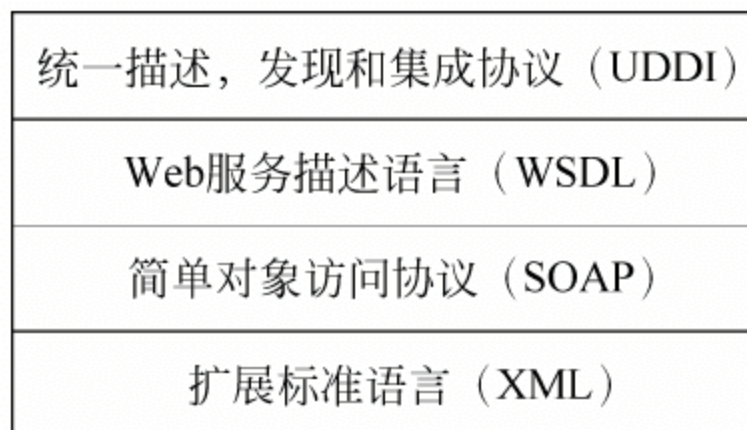 统一描述，发现和集成协议（UDDI）
Web服务描述语言（WSDL）
简单对象访问协议（SOAP）
扩展标准语言（XML）